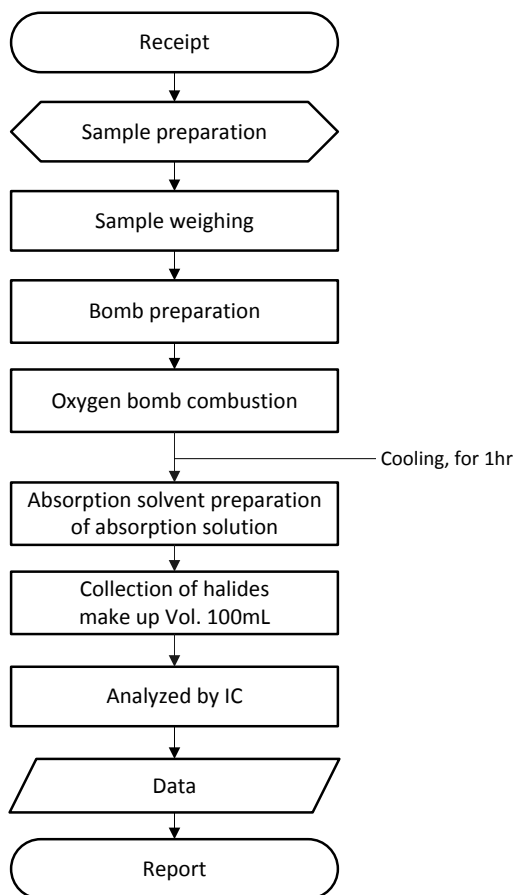 Receipt
Sample preparation
Sample weighing
Bomb preparation
Oxygen bomb combustion
Cooling, for 1hr
Absorption solvent preparation
of absorption solution
Collection of halides
make up Vol. 100mL
Analyzed by IC
Data
Report